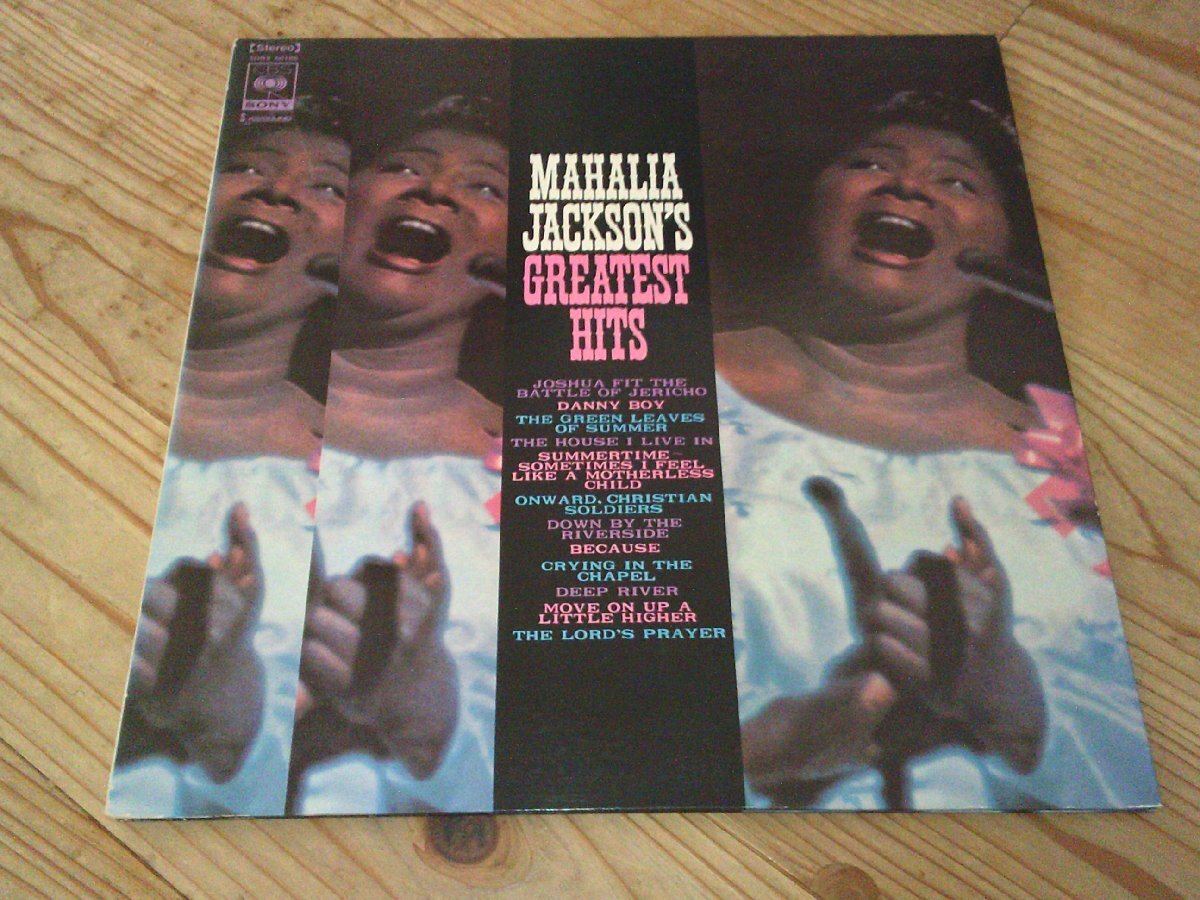 [Stereo]
CBS
SONY
MAHALIA
JACKSON'S
GREATEST
HITS
JOSHUA FIT THE
BATTLE OF JERICHO
DANNY BOY
THE GREEN LEAVES
OF SUMMER
THE HOUSE I LIVE IN
SUMMERTIME~
SOMETIMES I FEEL
LIKE A MOTHERLESS
CHILD
ONWARD, CHRISTIAN
SOLDIERS
DOWN BY THE
RIVERSIDE
BECAUSE
CRYING IN THE
CHAPEL
DEEP RIVER
MOVE ON UP A
LITTLE HIGHER
THE LORD'S PRAYER